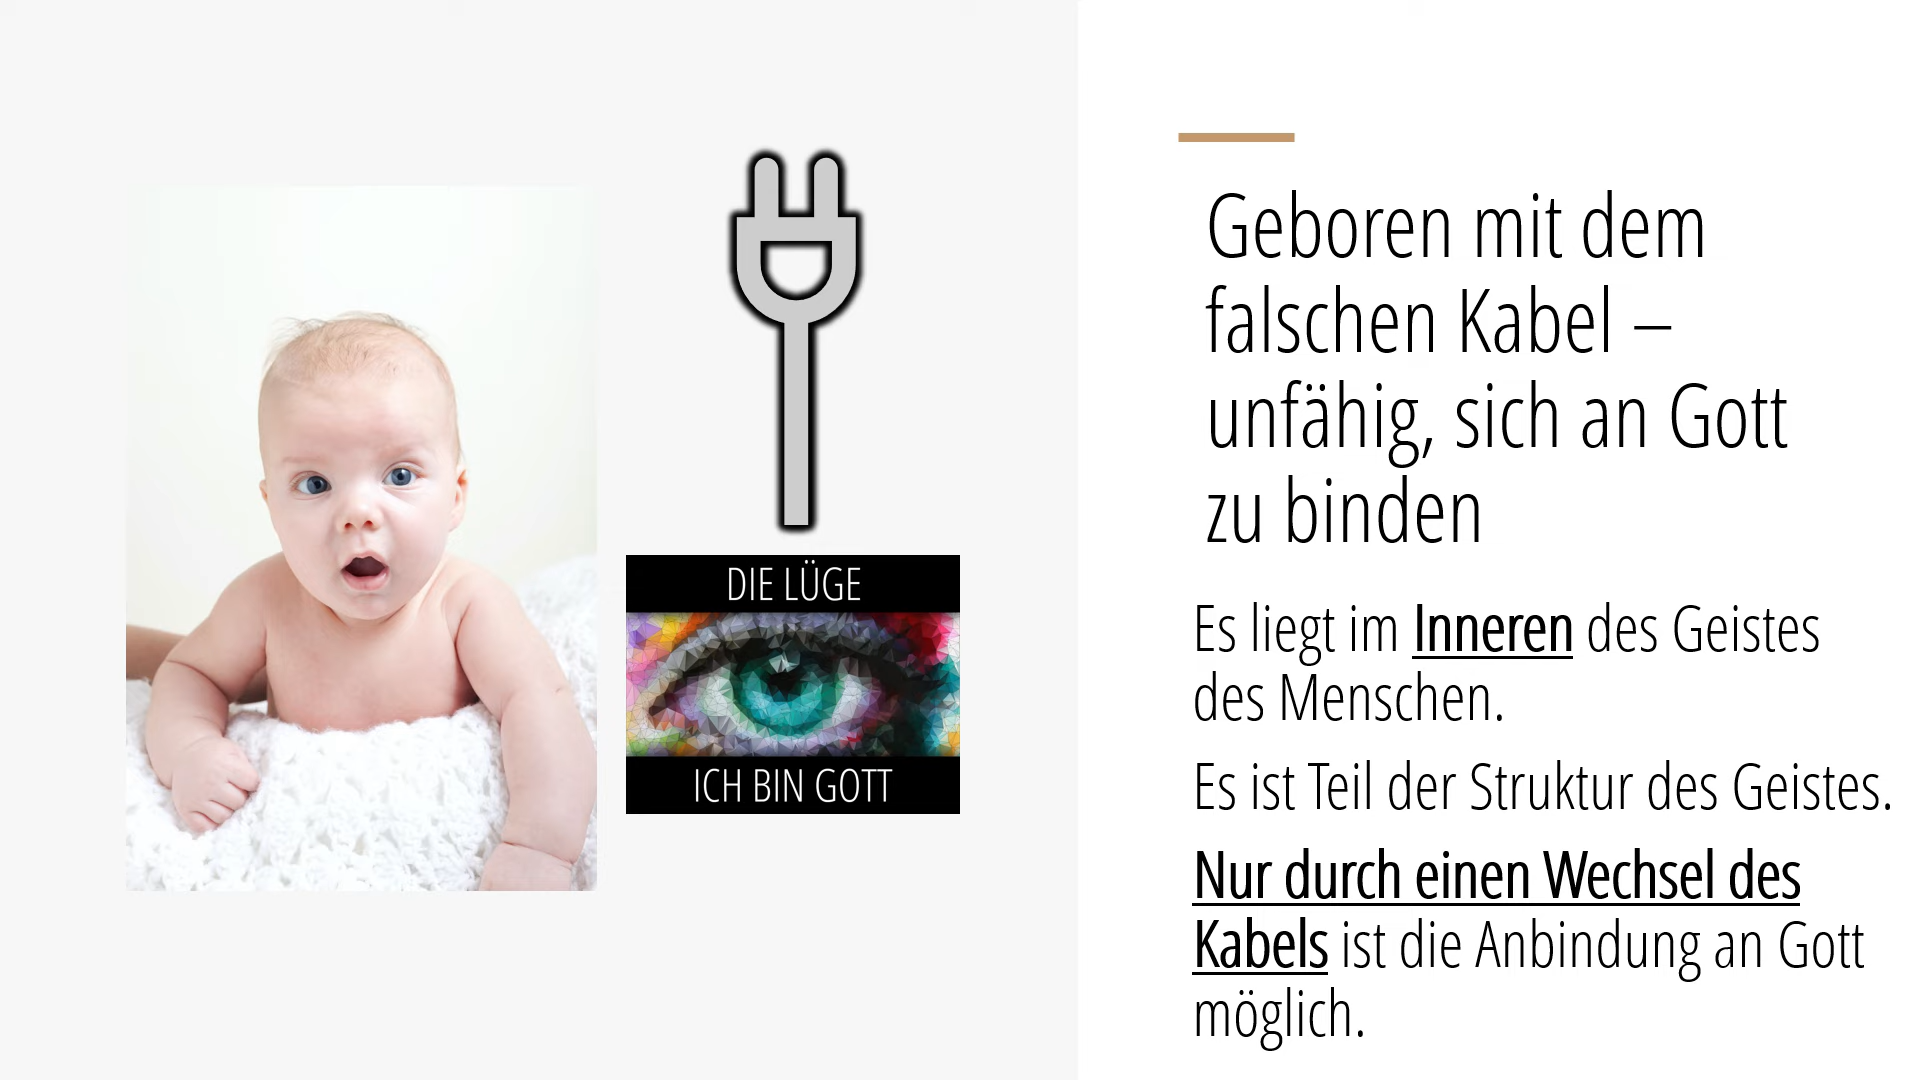 Geboren mit dem
falschen Kabel –
unfähig, sich an Gott
zu binden
DIE LÜGE
ICH BIN GOTT
Es liegt im Inneren des Geistes
des Menschen.
Es ist Teil der Struktur des Geistes.
Nur durch einen Wechsel des
Kabels ist die Anbindung an Gott
möglich.